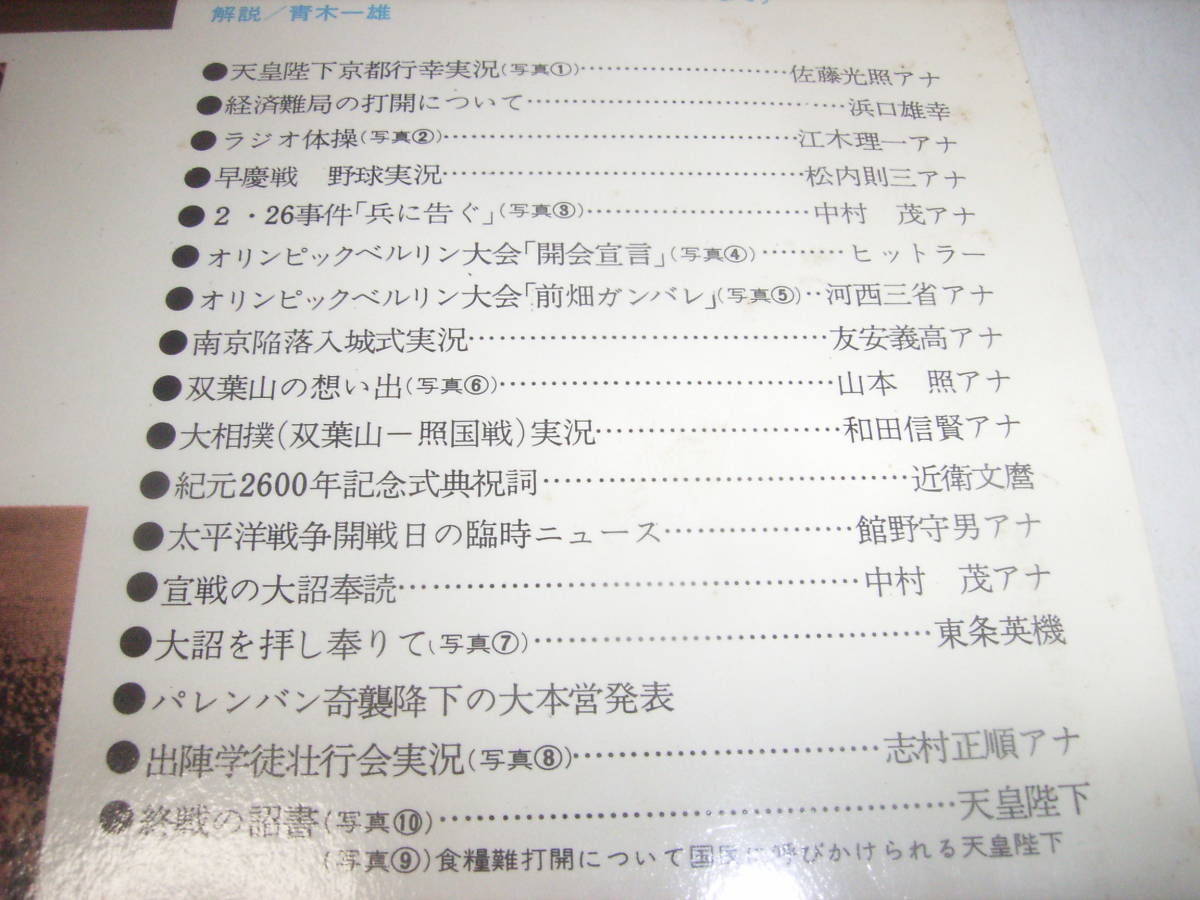 解説／青木一雄
●天皇陛下京都行幸実況(写真①)……………………佐藤光照アナ
●経済難局の打開について……………………………浜口雄幸
●ラジオ体操(写真②)…………………………………江木理一アナ
●早慶戦　野球実況……………………………………松内則三アナ
●2・26事件「兵に告ぐ」(写真③)……………………中村　茂アナ
●オリンピックベルリン大会「開会宣言」(写真④)………ヒットラー
●オリンピックベルリン大会「前畑ガンバレ」(写真⑤)‥河西三省アナ
●南京陥落入城式実況…………………………………友安義高アナ
●双葉山の想い出(写真⑥)……………………………山本　照アナ
●大相撲(双葉山－照国戦)実況………………………和田信賢アナ
●紀元2600年記念式典祝詞……………………………近衛文麿
●太平洋戦争開戦日の臨時ニュース…………………館野守男アナ
●宣戦の大詔奉読………………………………………中村　茂アナ
●大詔を拝し奉りて(写真⑦)…………………………東条英機
●パレンバン奇襲降下の大本営発表
●出陣学徒壮行会実況(写真⑧)………………………志村正順アナ
●終戦の詔書(写真⑩)…………………………………天皇陛下
(写真⑨)食糧難打開について国民に呼びかけられる天皇陛下